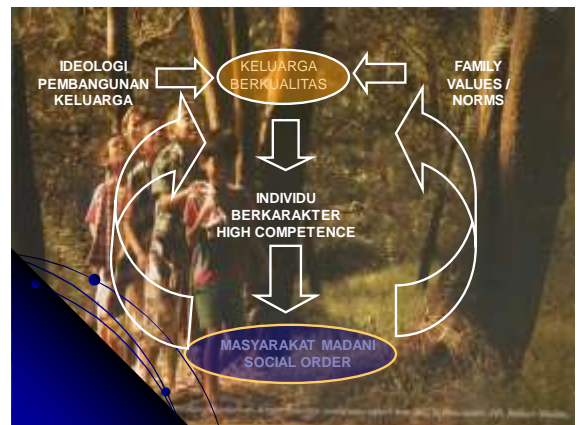 IDEOLOGI
PEMBANGUNAN
KELUARGA
KELUARGA
BERKUALITAS
FAMILY
VALUES /
NORMS
INDIVIDU
BERKARAKTER
HIGH COMPETENCE
MASYARAKAT MADANI
SOCIAL ORDER